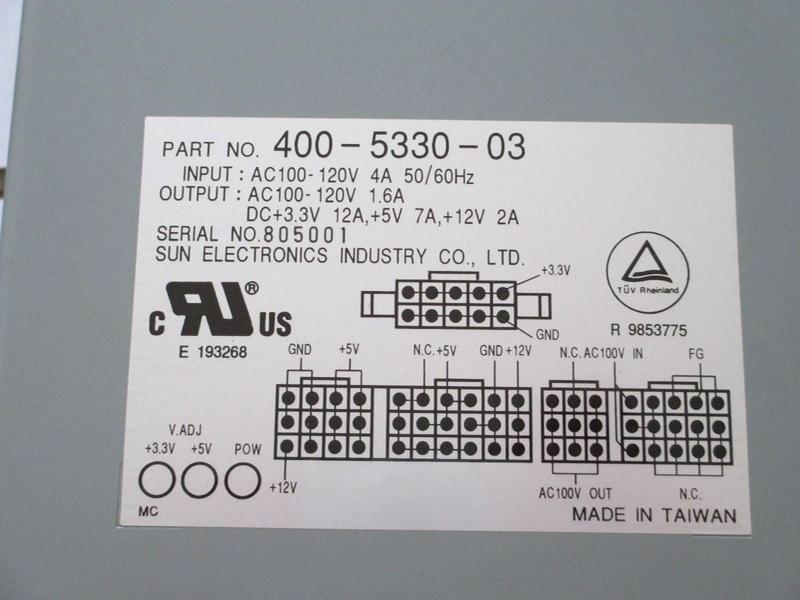 PART NO. 400-5330-03
INPUT : AC100-120V 4A 50/60Hz
OUTPUT : AC100-120V 1.6A
DC+3.3V 12A,+5V 7A,+12V 2A
SERIAL NO.805001
SUN ELECTRONICS INDUSTRY CO., LTD.
+3.3V
GND
TÜV Rheinland
R 9853775
C RU ® US
E 193268
GND +5V N.C. +5V GND +12V N.C. AC100V IN FG
V.ADJ
+3.3V +5V POW
+12V
AC100V OUT N.C.
MC
MADE IN TAIWAN